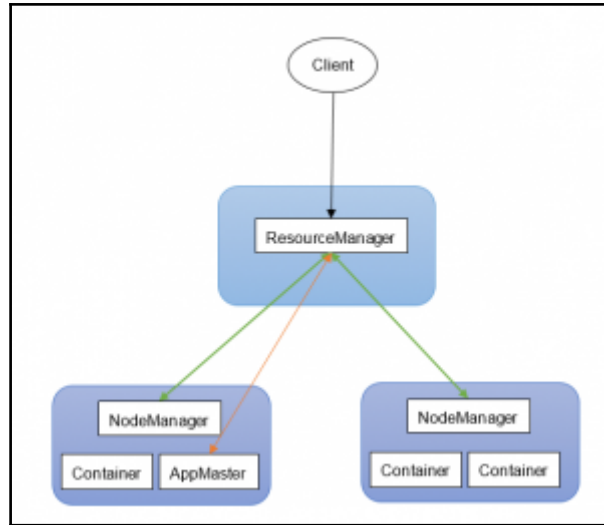 Client
ResourceManager
NodeManager
NodeManager
Container
AppMaster
Container
Container